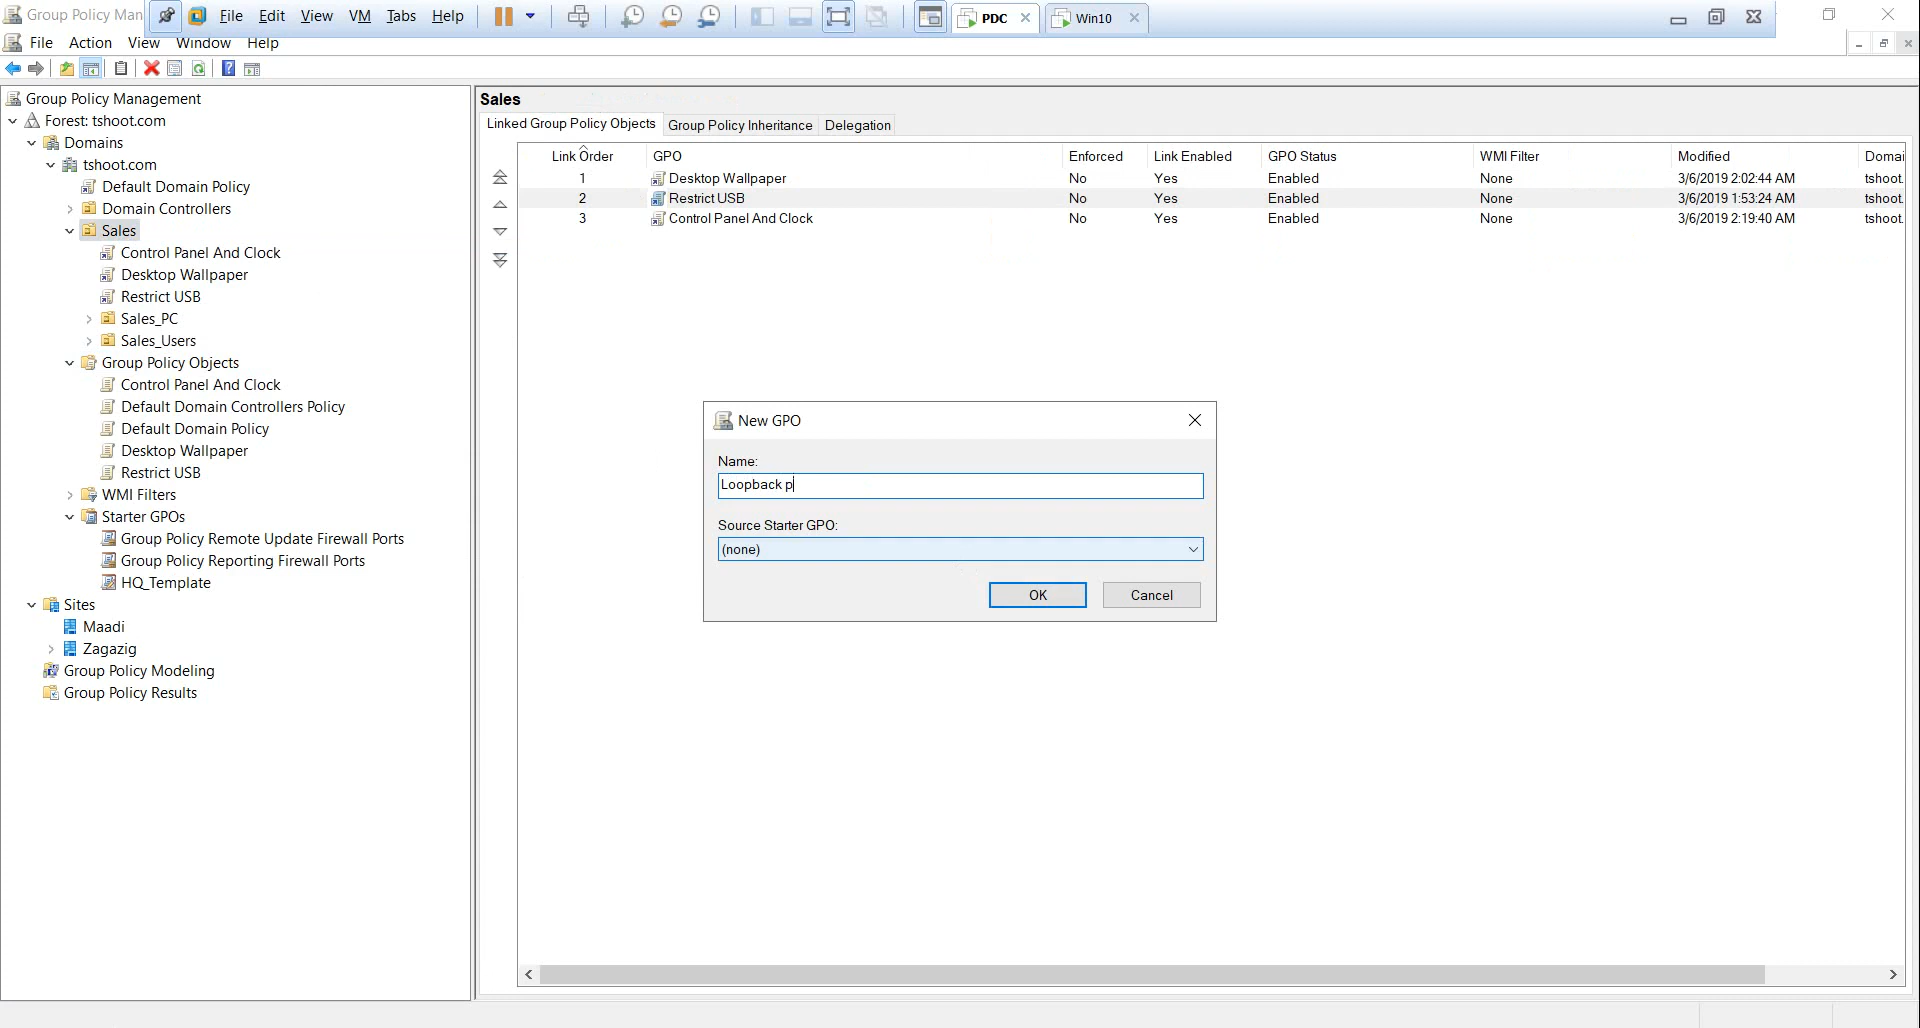 Group Policy Man File Edit View VM Tabs Help PDC Win10
File Action View Window Help
Group Policy Management
Forest: tshoot.com
Domains
tshoot.com
Default Domain Policy
Domain Controllers
Sales
Control Panel And Clock
Desktop Wallpaper
Restrict USB
Sales_PC
Sales_Users
Group Policy Objects
Control Panel And Clock
Default Domain Controllers Policy
Default Domain Policy
Desktop Wallpaper
Restrict USB
WMI Filters
Starter GPOs
Group Policy Remote Update Firewall Ports
Group Policy Reporting Firewall Ports
HQ_Template
Sites
Maadi
Zagazig
Group Policy Modeling
Group Policy Results
Sales
Linked Group Policy Objects Group Policy Inheritance Delegation
Link Order GPO Enforced Link Enabled GPO Status WMI Filter Modified Domai
1 Desktop Wallpaper No Yes Enabled None 3/6/2019 2:02:44 AM tshoot.
2 Restrict USB No Yes Enabled None 3/6/2019 1:53:24 AM tshoot.
3 Control Panel And Clock No Yes Enabled None 3/6/2019 2:19:40 AM tshoot.
New GPO
Name:
Loopback p
Source Starter GPO:
(none)
OK Cancel